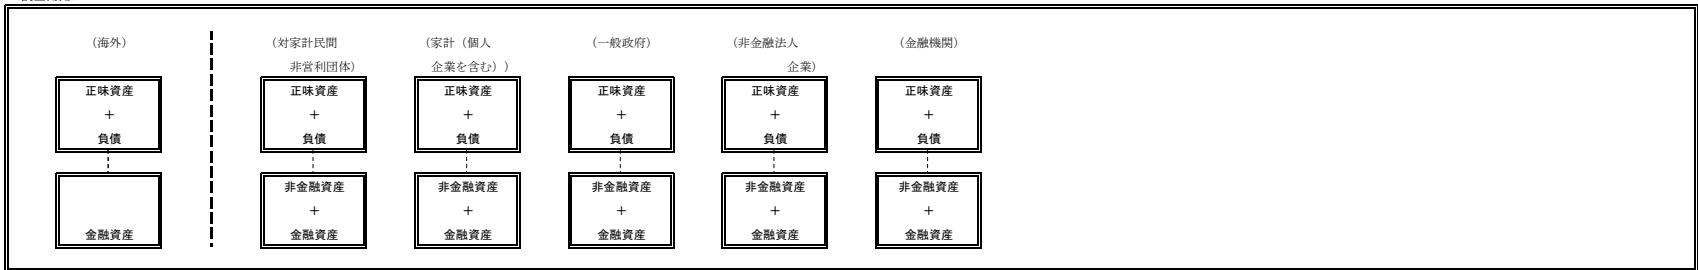 （海外）
（対家計民間
非営利団体）
（家計（個人
企業を含む））
（一般政府）
（非金融法人
企業）
（金融機関）
正味資産
＋
負債
正味資産
＋
負債
正味資産
＋
負債
正味資産
＋
負債
正味資産
＋
負債
正味資産
＋
負債
金融資産
非金融資産
＋
金融資産
非金融資産
＋
金融資産
非金融資産
＋
金融資産
非金融資産
＋
金融資産
非金融資産
＋
金融資産